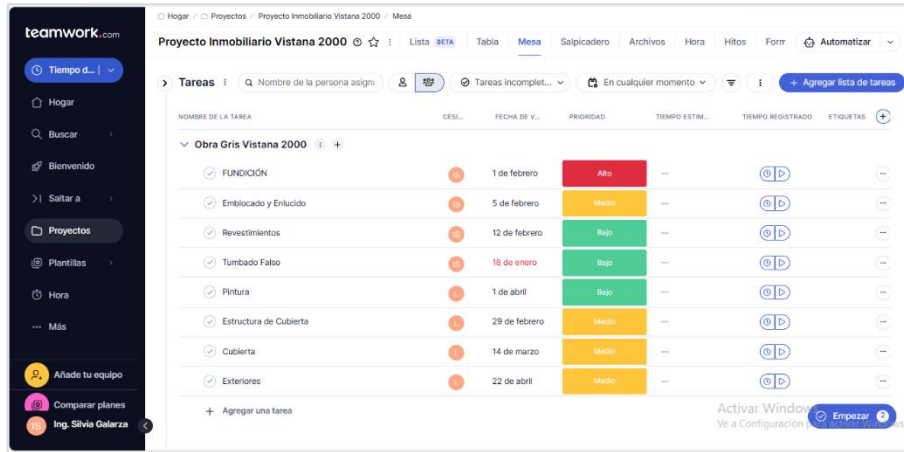 Hogar / Proyectos / Proyecto Inmobiliario Vistana 2000 / Mesa
teamwork.com
Proyecto Inmobiliario Vistana 2000 Lista BETA Tabla Mesa Salpicadero Archivos Hora Hitos Form Automatizar
Tiempo d...
Tareas Nombre de la persona asigna Tareas incomplet... En cualquier momento + Agregar lista de tareas
Hogar
Buscar
Bienvenido
Saltar a
Proyectos
Plantillas
Hora
Más
Añade tu equipo
Comparar planes
IS Ing. Silvia Galarza
NOMBRE DE LA TAREA CESI... FECHA DE V... PRIORIDAD TIEMPO ESTIM... TIEMPO REGISTRADO ETIQUETAS
Obra Gris Vistana 2000
FUNDICIÓN IS 1 de febrero Alto
Emblocado y Enlucido IS 5 de febrero Medio
Revestimientos IS 12 de febrero Bajo
Tumbado Falso IS 18 de enero Bajo
Pintura L 1 de abril Bajo
Estructura de Cubierta L 29 de febrero Medio
Cubierta L 14 de marzo Medio
Exteriores L 22 de abril Medio
+ Agregar una tarea
Activar Windows
Ve a Configuración para activar Windows
Empezar 2